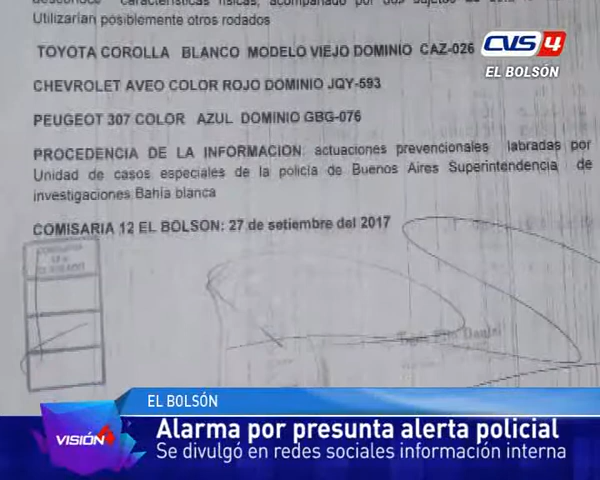 Utilizarían posiblemente otros rodados
TOYOTA COROLLA BLANCO MODELO VIEJO DOMINIO CAZ-026
CVS 4
EL BOLSÓN
CHEVROLET AVEO COLOR ROJO DOMINIO JQY-593
PEUGEOT 307 COLOR AZUL DOMINIO GBG-076
PROCEDENCIA DE LA INFORMACION: actuaciones prevencionales labradas por
Unidad de casos especiales de la policía de Buenos Aires Superintendencia de
investigaciones Bahía blanca
COMISARIA 12 EL BOLSON: 27 de setiembre del 2017
EL BOLSÓN
VISIÓN 4
Alarma por presunta alerta policial
Se divulgó en redes sociales información interna